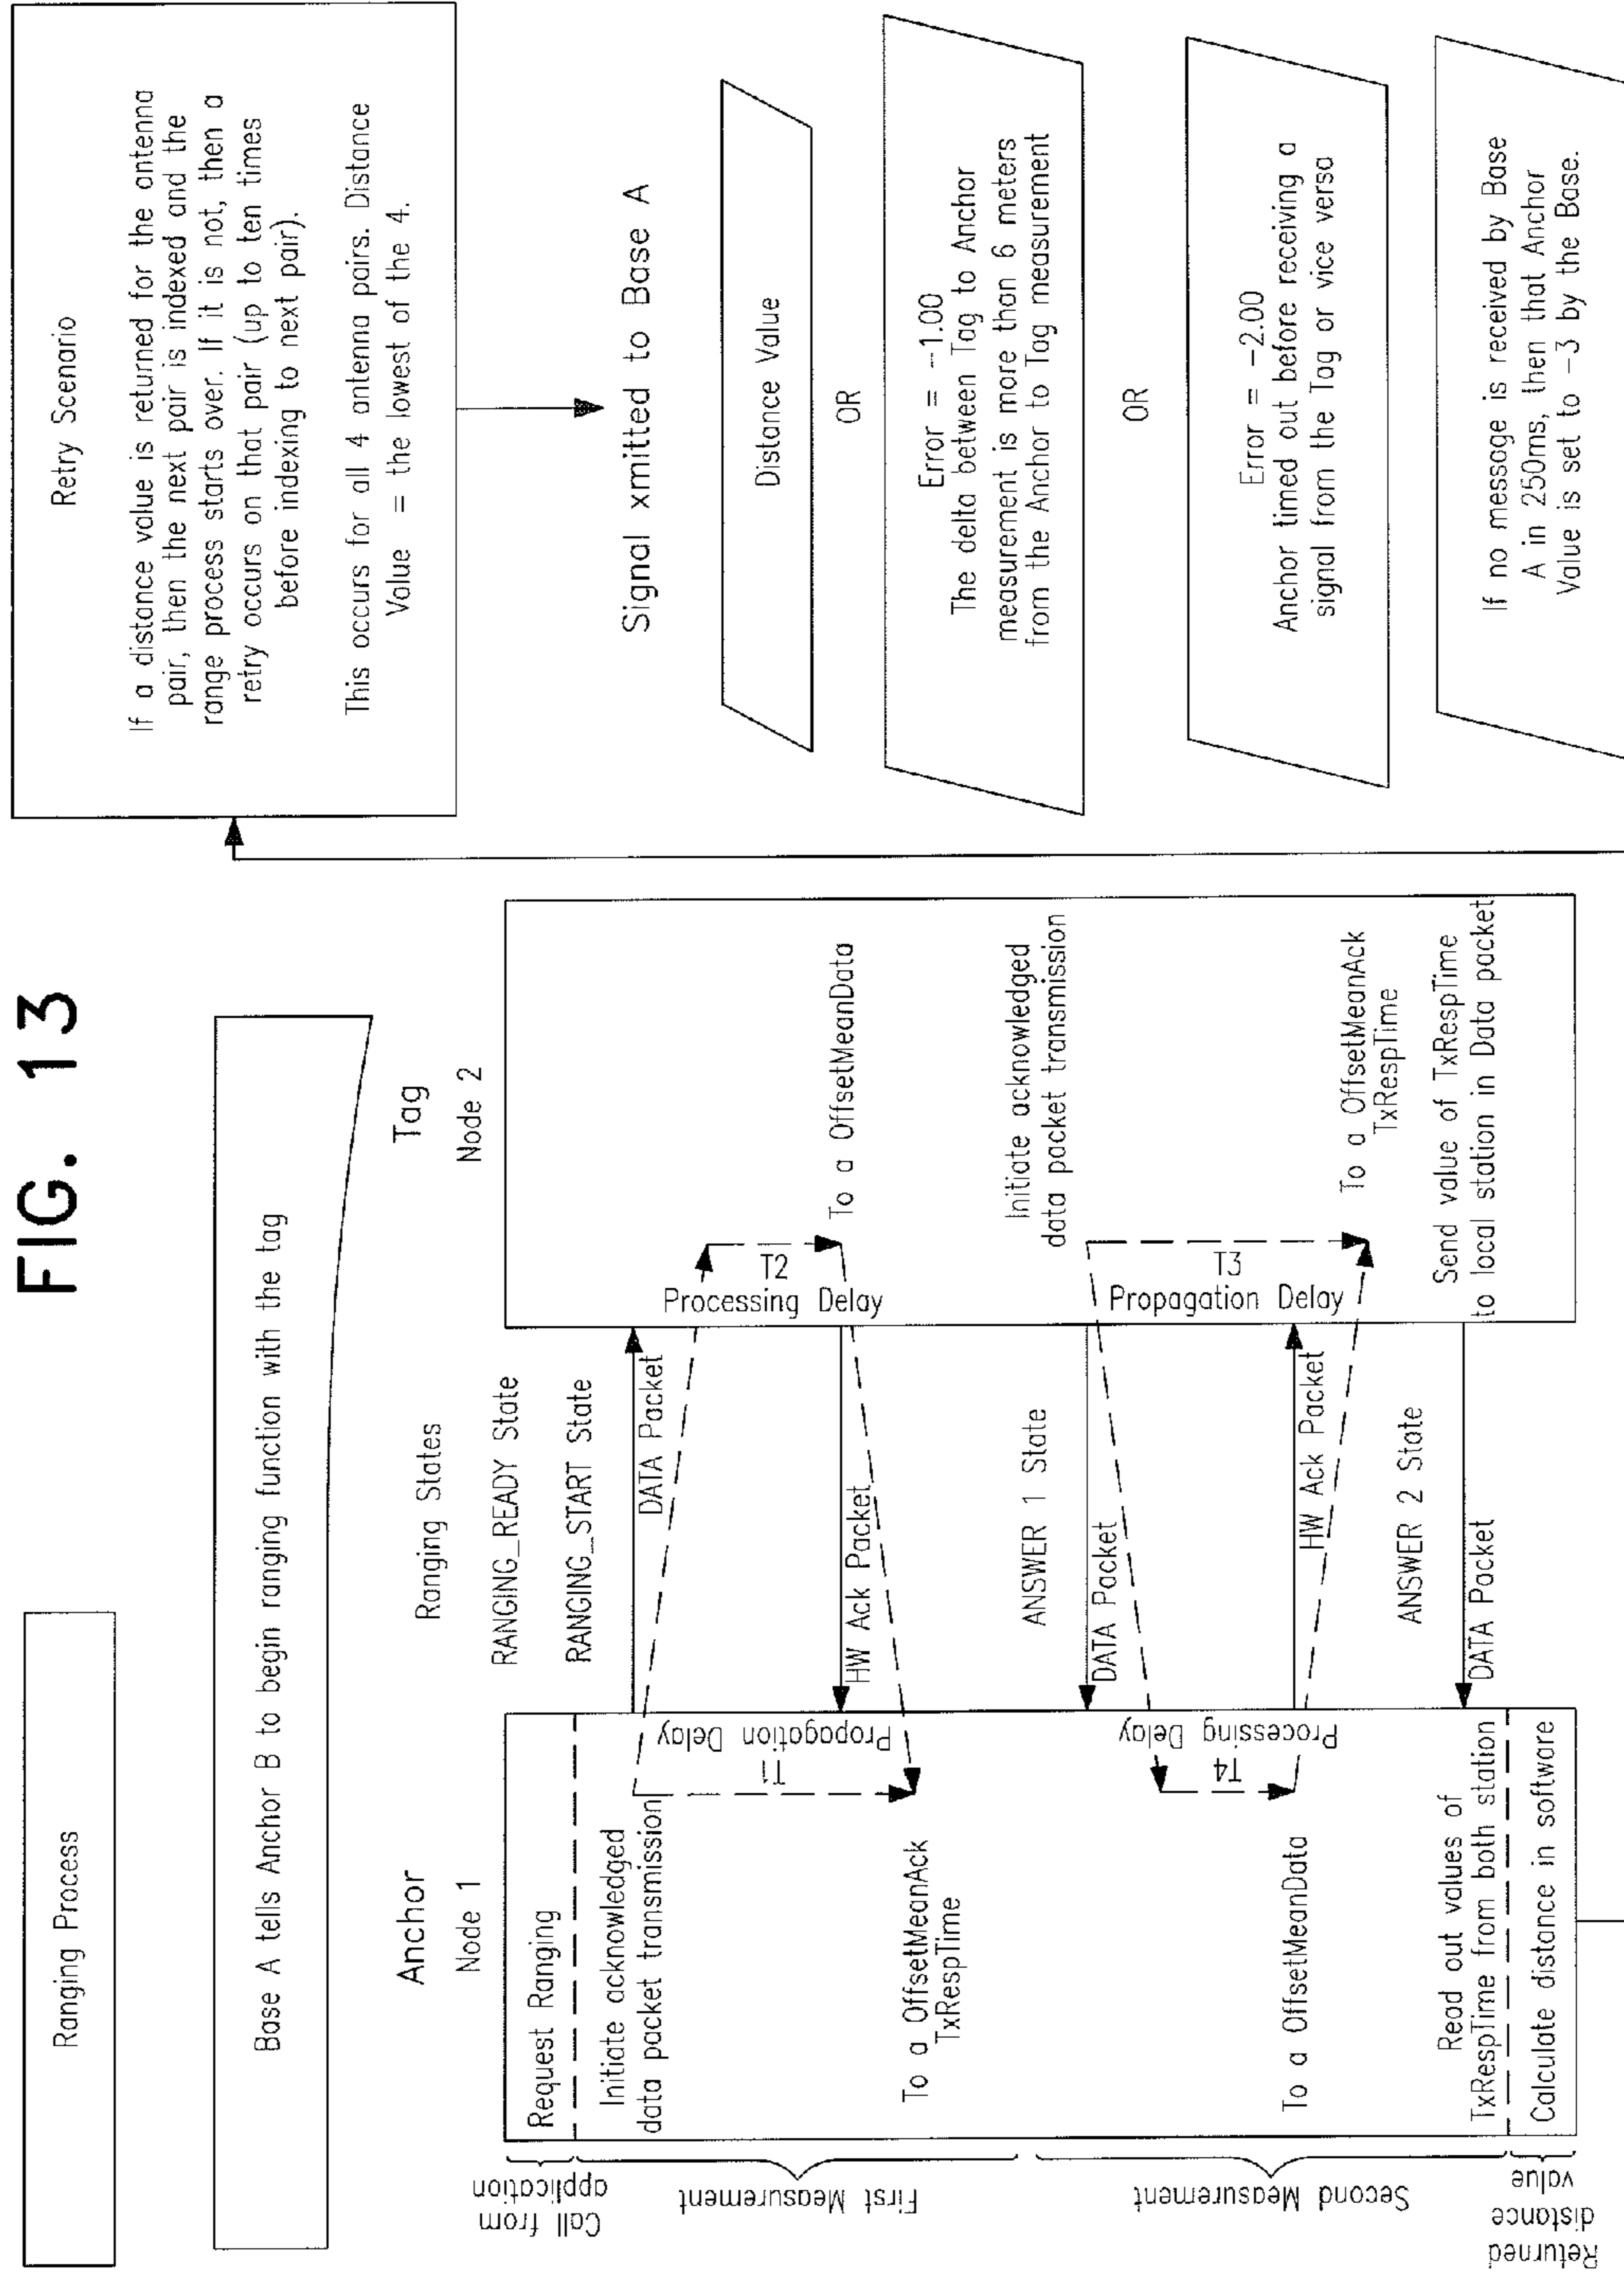 FIG. 13
Ranging Process
Base A tells Anchor B to begin ranging function with the tag
Anchor
Node 1
Ranging States
Tag
Node 2
Call from
application
Request Ranging
RANGING_READY State
First Measurement
Initiate acknowledged
data packet transmission
RANGING_START State
DATA Packet
T1
Propagation Delay
T2
Processing Delay
To a OffsetMeanData
HW Ack Packet
To a OffsetMeanAck
TxRespTime
Second Measurement
ANSWER 1 State
Initiate acknowledged
data packet transmission
DATA Packet
T3
Propagation Delay
T4
Processing Delay
To a OffsetMeanData
HW Ack Packet
To a OffsetMeanAck
TxRespTime
ANSWER 2 State
Send value of TxRespTime
to local station in Data packet
DATA Packet
Read out values of
TxRespTime from both station
Returned
distance
value
Calculate distance in software
Retry Scenario
If a distance value is returned for the antenna
pair, then the next pair is indexed and the
range process starts over. If it is not, then a
retry occurs on that pair (up to ten times
before indexing to next pair).
This occurs for all 4 antenna pairs. Distance
Value = the lowest of the 4.
Signal xmitted to Base A
Distance Value
OR
Error = -1.00
The delta between Tag to Anchor
measurement is more than 6 meters
from the Anchor to Tag measurement
OR
Error = -2.00
Anchor timed out before receiving a
signal from the Tag or vice versa
If no message is received by Base
A in 250ms, then that Anchor
Value is set to -3 by the Base.